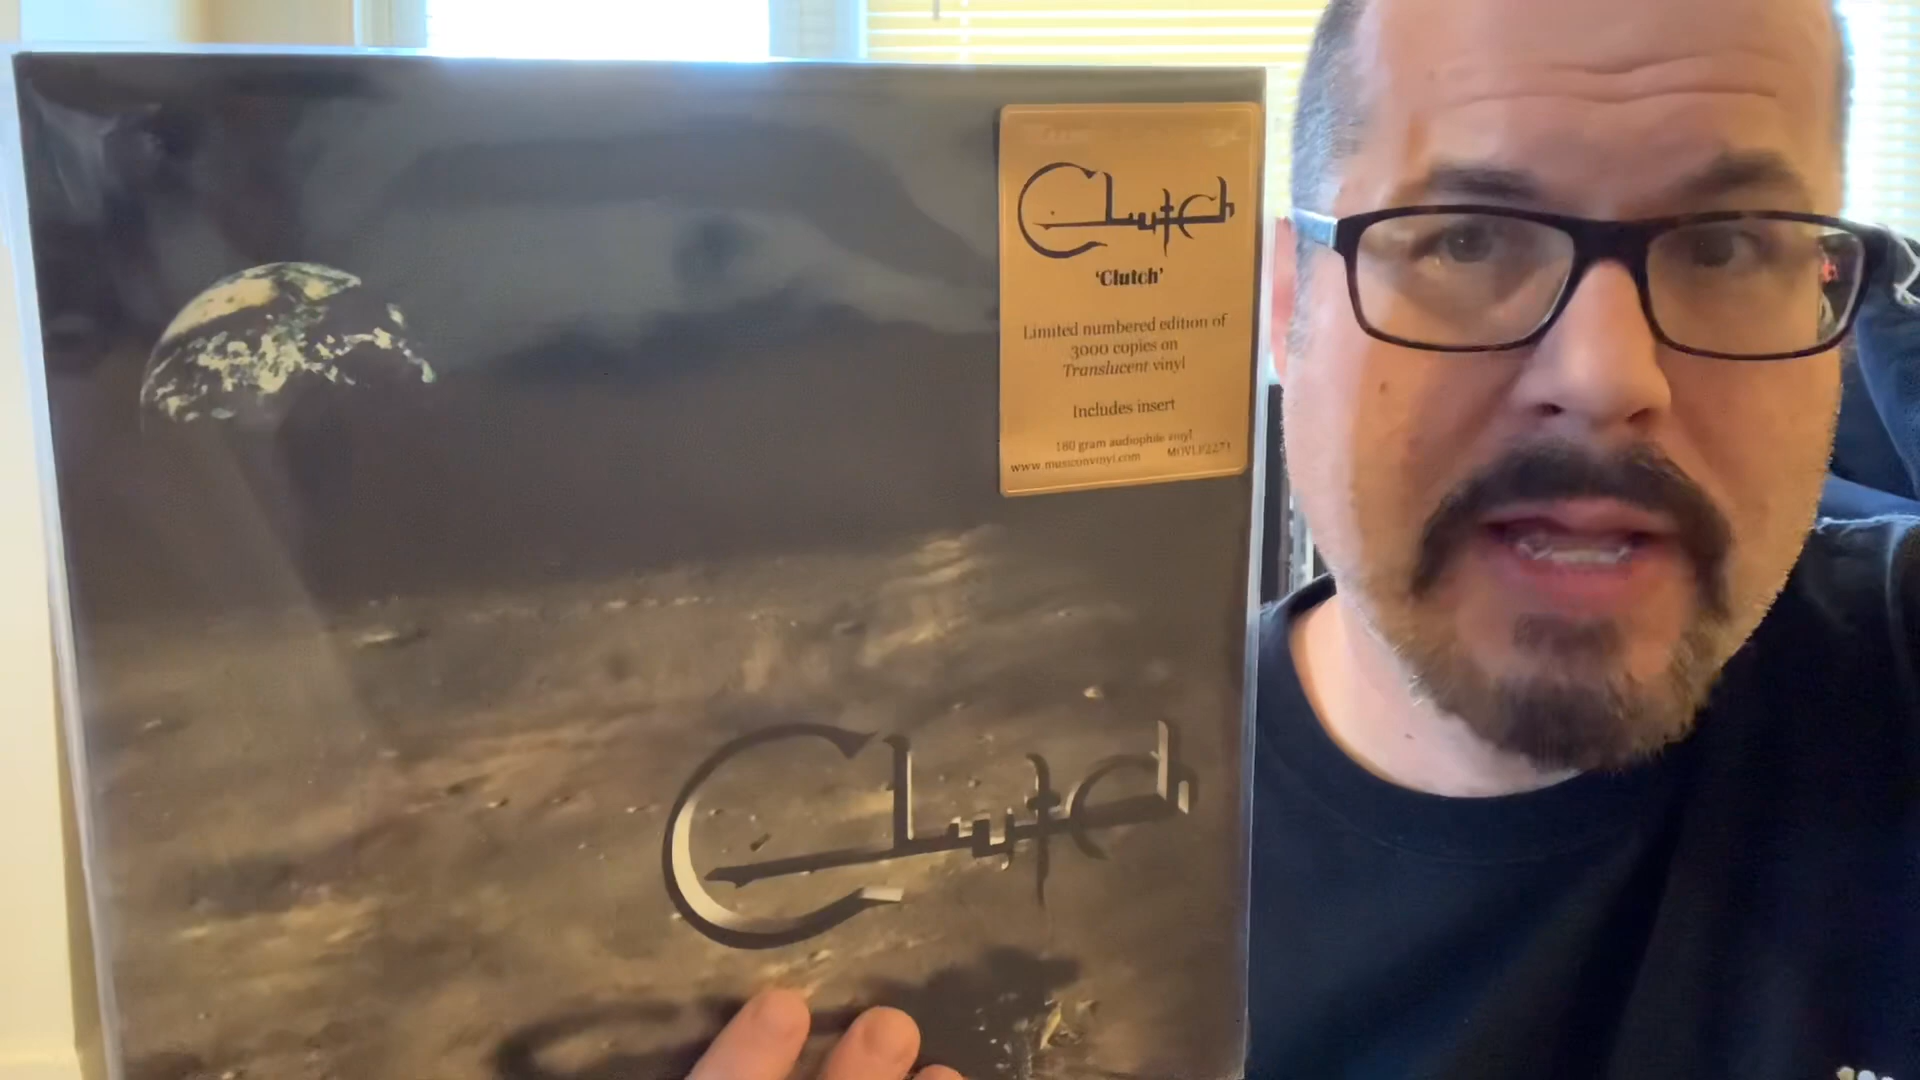 Clutch
'Clutch'
Limited numbered edition of
3000 copies on
Translucent vinyl
Includes insert
180 gram audiophile vinyl
www.musiconvinyl.com MOVLP2271
Clutch